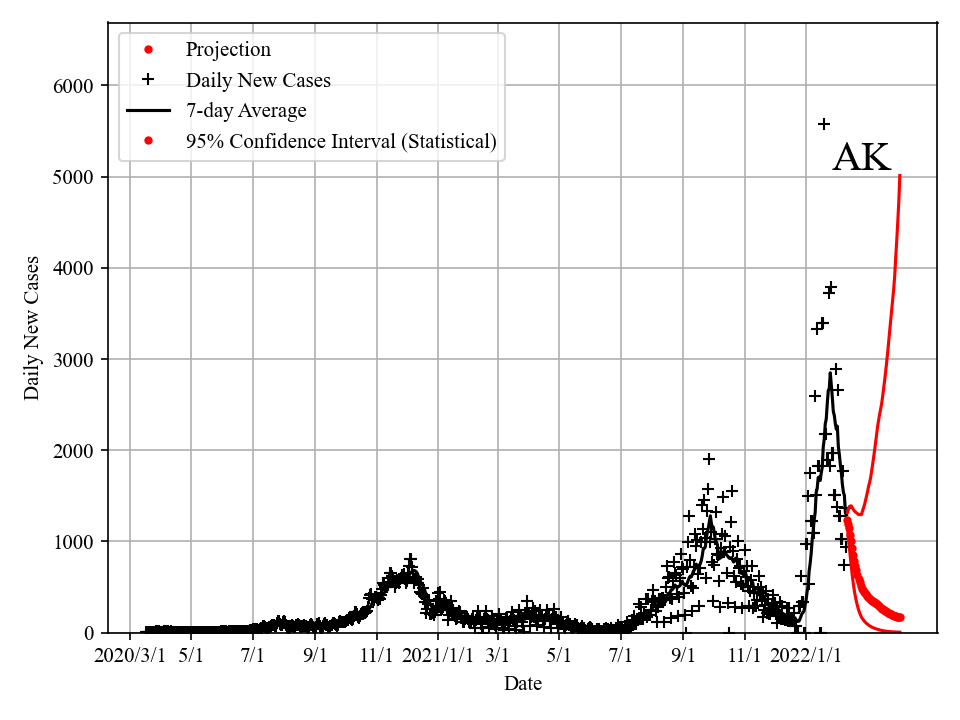 Projection
Daily New Cases
7-day Average
95% Confidence Interval (Statistical)
AK
6000
5000
4000
3000
2000
1000
0
Daily New Cases
2020/3/1 5/1 7/1 9/1 11/1 2021/1/1 3/1 5/1 7/1 9/1 11/1 2022/1/1
Date